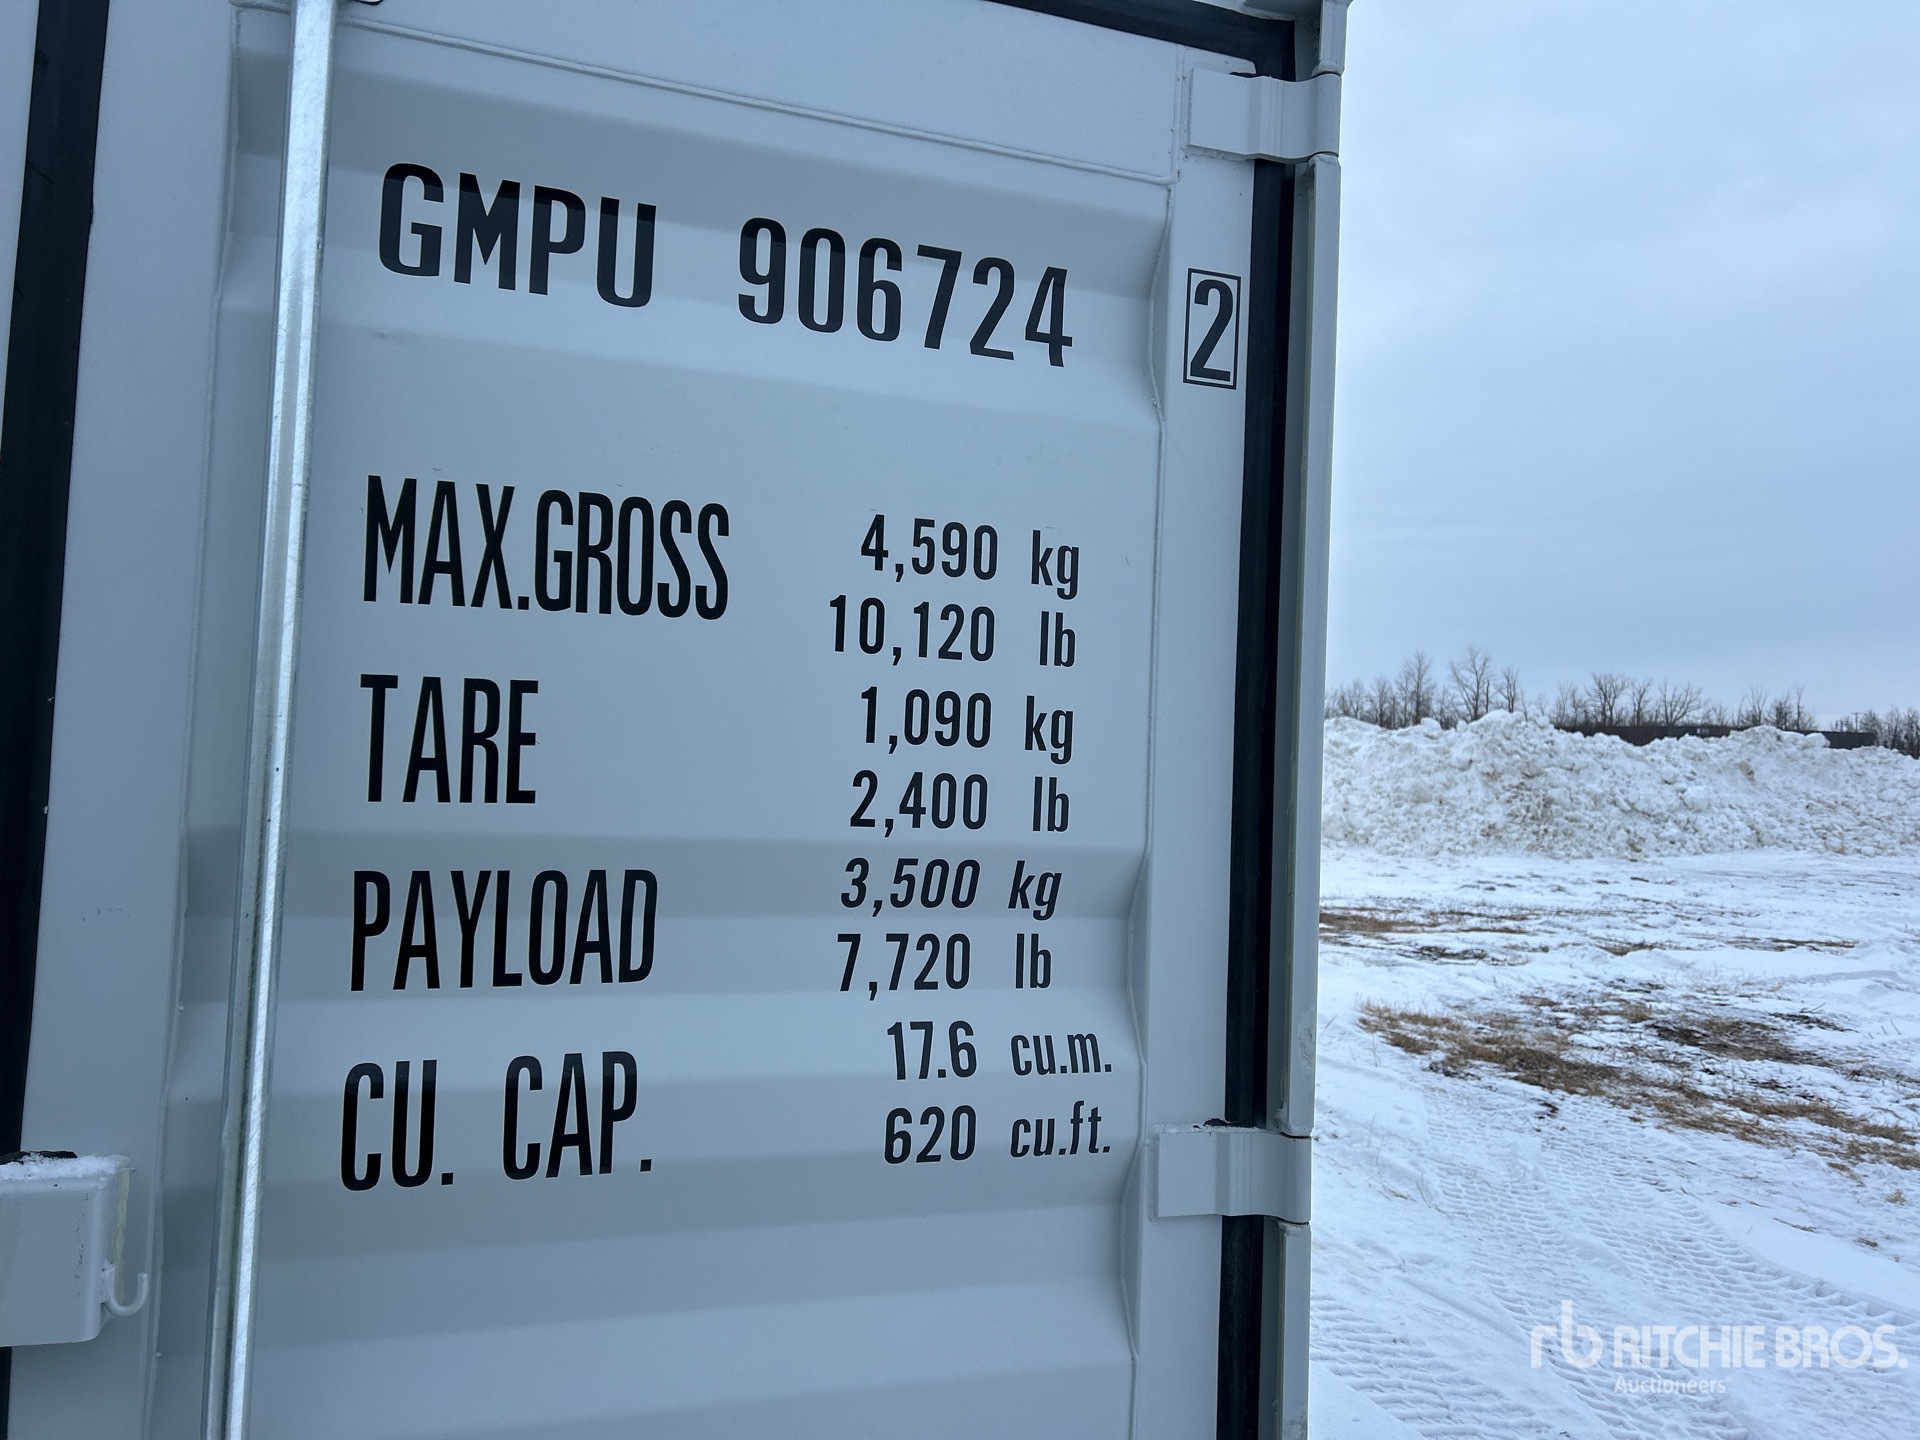 GMPU 906724 2
MAX.GROSS 4,590 kg
10,120 lb
TARE 1,090 kg
2,400 lb
PAYLOAD 3,500 kg
7,720 lb
CU. CAP. 17.6 cu.m.
620 cu.ft.
rb RITCHIE BROS.
Auctioneers